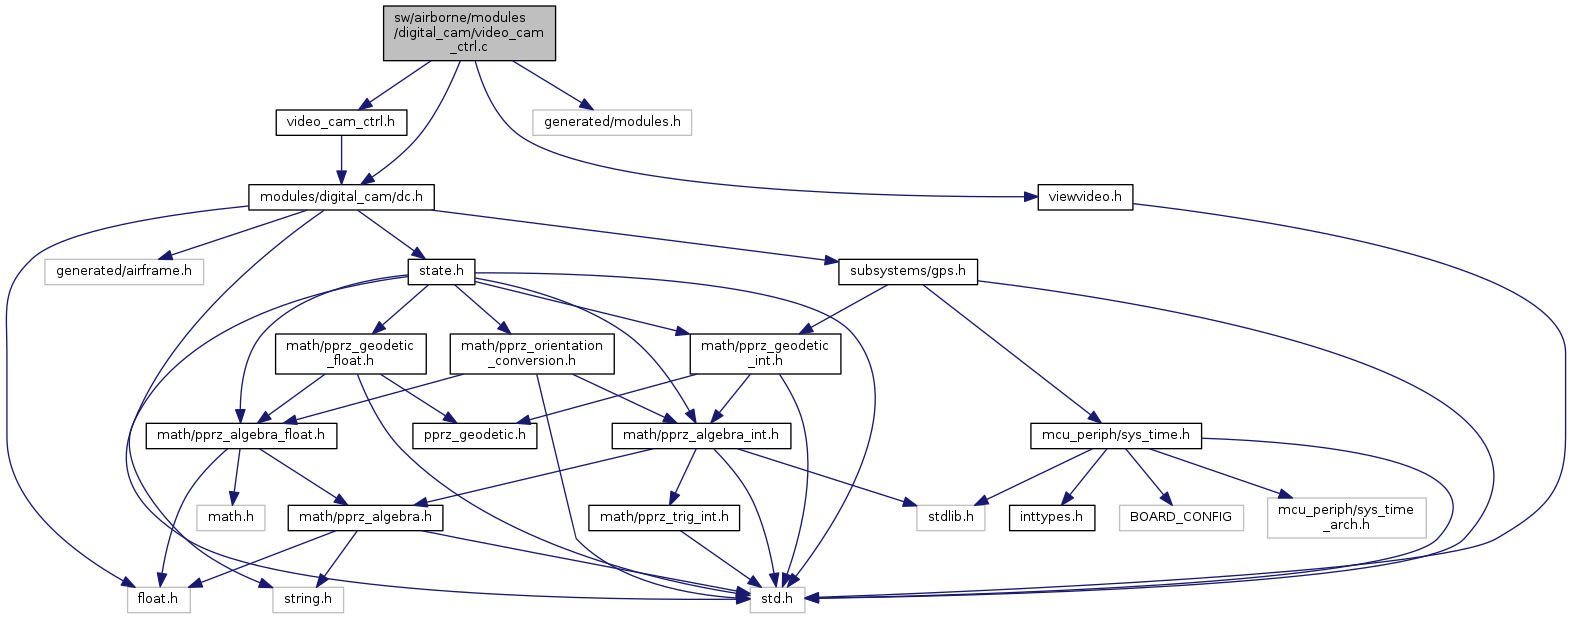 sw/airborne/modules
/digital_cam/video_cam
_ctrl.c
video_cam_ctrl.h
generated/modules.h
modules/digital_cam/dc.h
viewvideo.h
generated/airframe.h
state.h
subsystems/gps.h
math/pprz_geodetic
_float.h
math/pprz_orientation
_conversion.h
math/pprz_geodetic
_int.h
math/pprz_algebra_float.h
pprz_geodetic.h
math/pprz_algebra_int.h
mcu_periph/sys_time.h
math.h
math/pprz_algebra.h
math/pprz_trig_int.h
stdlib.h
inttypes.h
BOARD_CONFIG
mcu_periph/sys_time
_arch.h
float.h
string.h
std.h